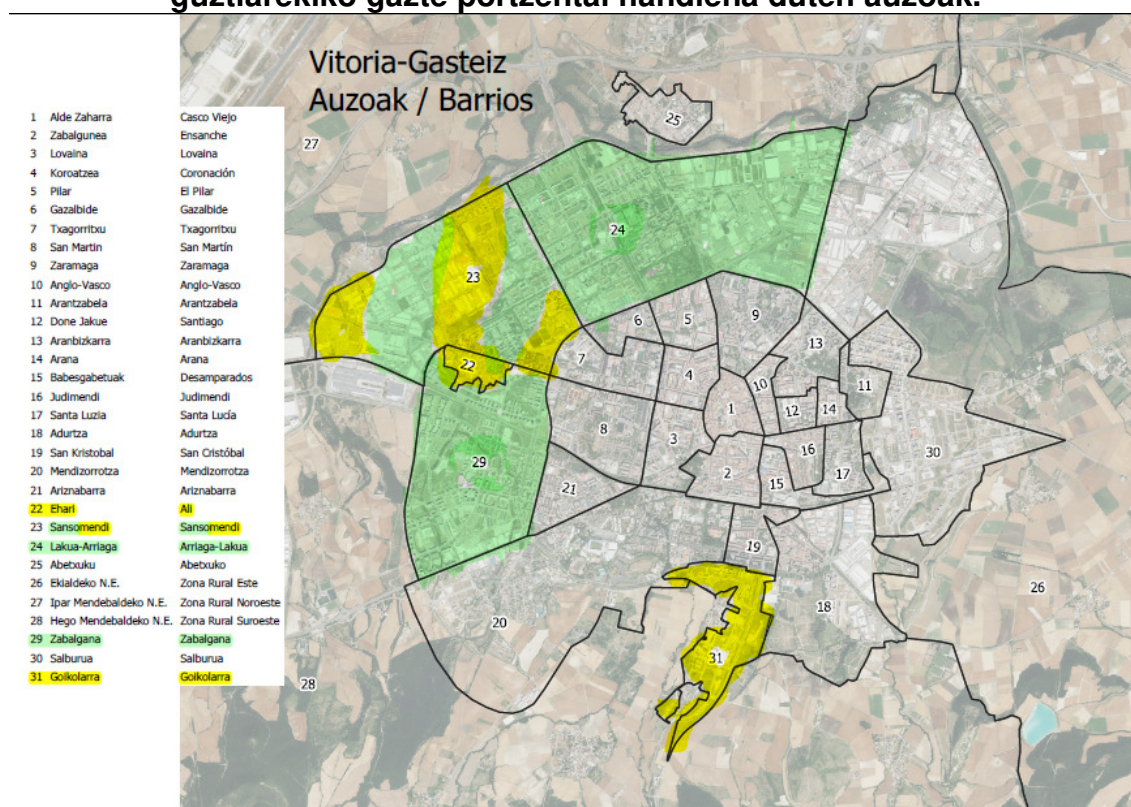 guztiarekiko gazte portzentai handiena duten auzoak.
Vitoria-Gasteiz
Auzoak / Barrios
1 Alde Zaharra Casco Viejo
2 Zabalgunea Ensanche
3 Lovaina Lovaina
4 Koroatzea Coronación
5 Pilar El Pilar
6 Gazalbide Gazalbide
7 Txagorritxu Txagorritxu
8 San Martin San Martín
9 Zaramaga Zaramaga
10 Anglo-Vasco Anglo-Vasco
11 Arantzabela Arantzabela
12 Done Jakue Santiago
13 Aranbizkarra Aranbizkarra
14 Arana Arana
15 Babesgabetuak Desamparados
16 Judimendi Judimendi
17 Santa Luzia Santa Lucía
18 Adurtza Adurtza
19 San Kristobal San Cristóbal
20 Mendizorrotza Mendizorrotza
21 Ariznabarra Ariznabarra
22 Ehari Ali
23 Sansomendi Sansomendi
24 Lakua-Arriaga Arriaga-Lakua
25 Abetxuku Abetxuko
26 Ekialdeko N.E. Zona Rural Este
27 Ipar Mendebaldeko N.E. Zona Rural Noroeste
28 Hego Mendebaldeko N.E. Zona Rural Suroeste
29 Zabalgana Zabalgana
30 Salburua Salburua
31 Goikolarra Goikolarra
25
27
24
23
6
5
9
13
22
7
4
10
11
12
14
1
8
3
30
16
29
2
17
15
21
19
26
18
20
31
28